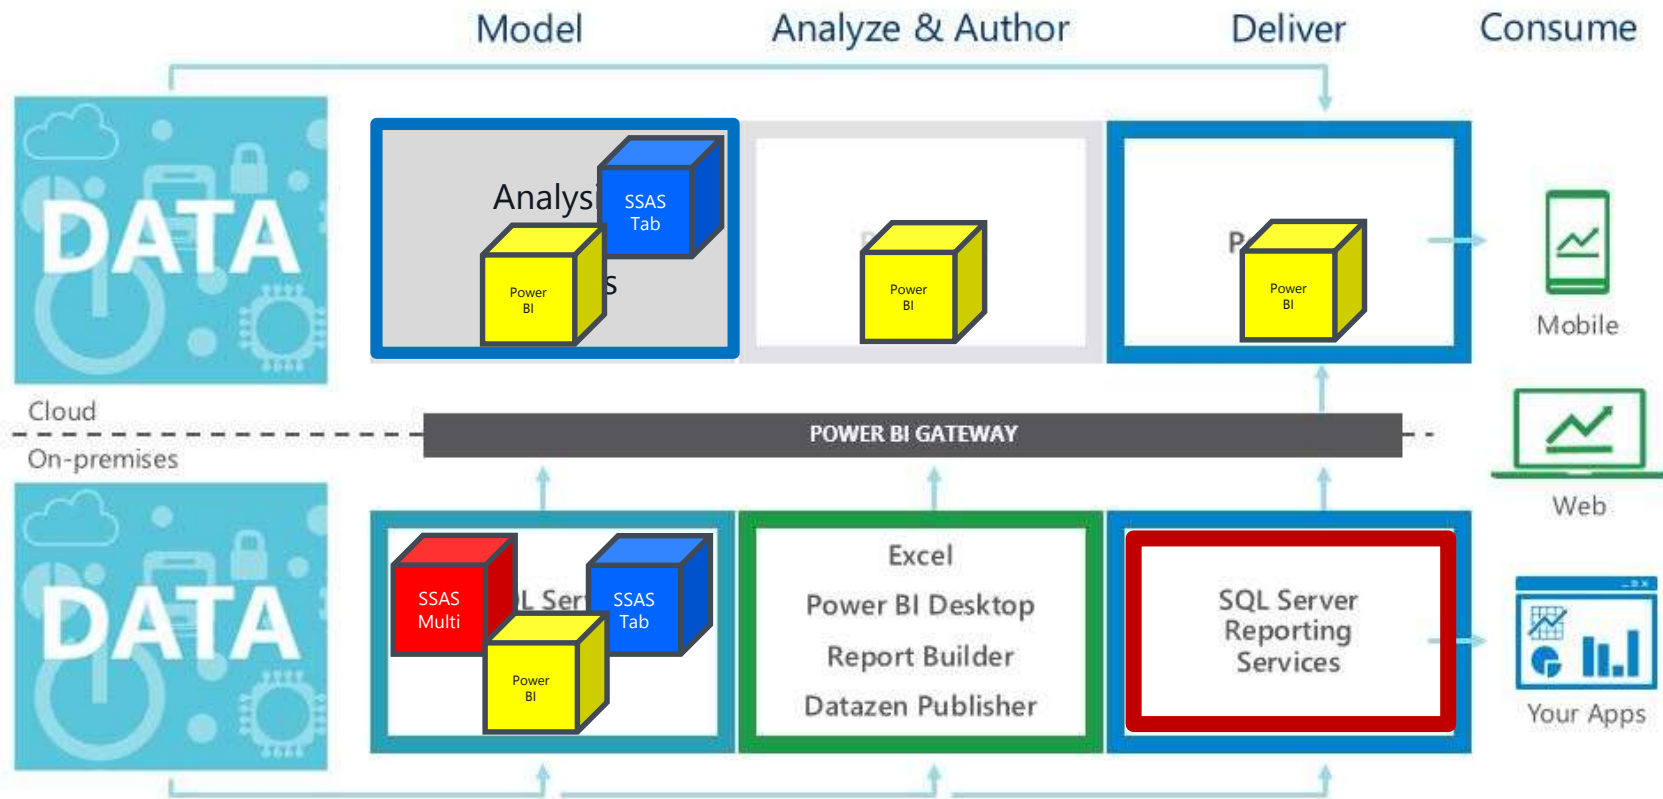 Model
Analyze & Author
Deliver
Consume
DATA
SSAS
Tab
Power
BI
Power
BI
Power
BI
Mobile
Cloud
POWER BI GATEWAY
On-premises
Web
DATA
SSAS
Multi
SSAS
Tab
Power
BI
Excel
Power BI Desktop
Report Builder
Datazen Publisher
SQL Server
Reporting
Services
Your Apps